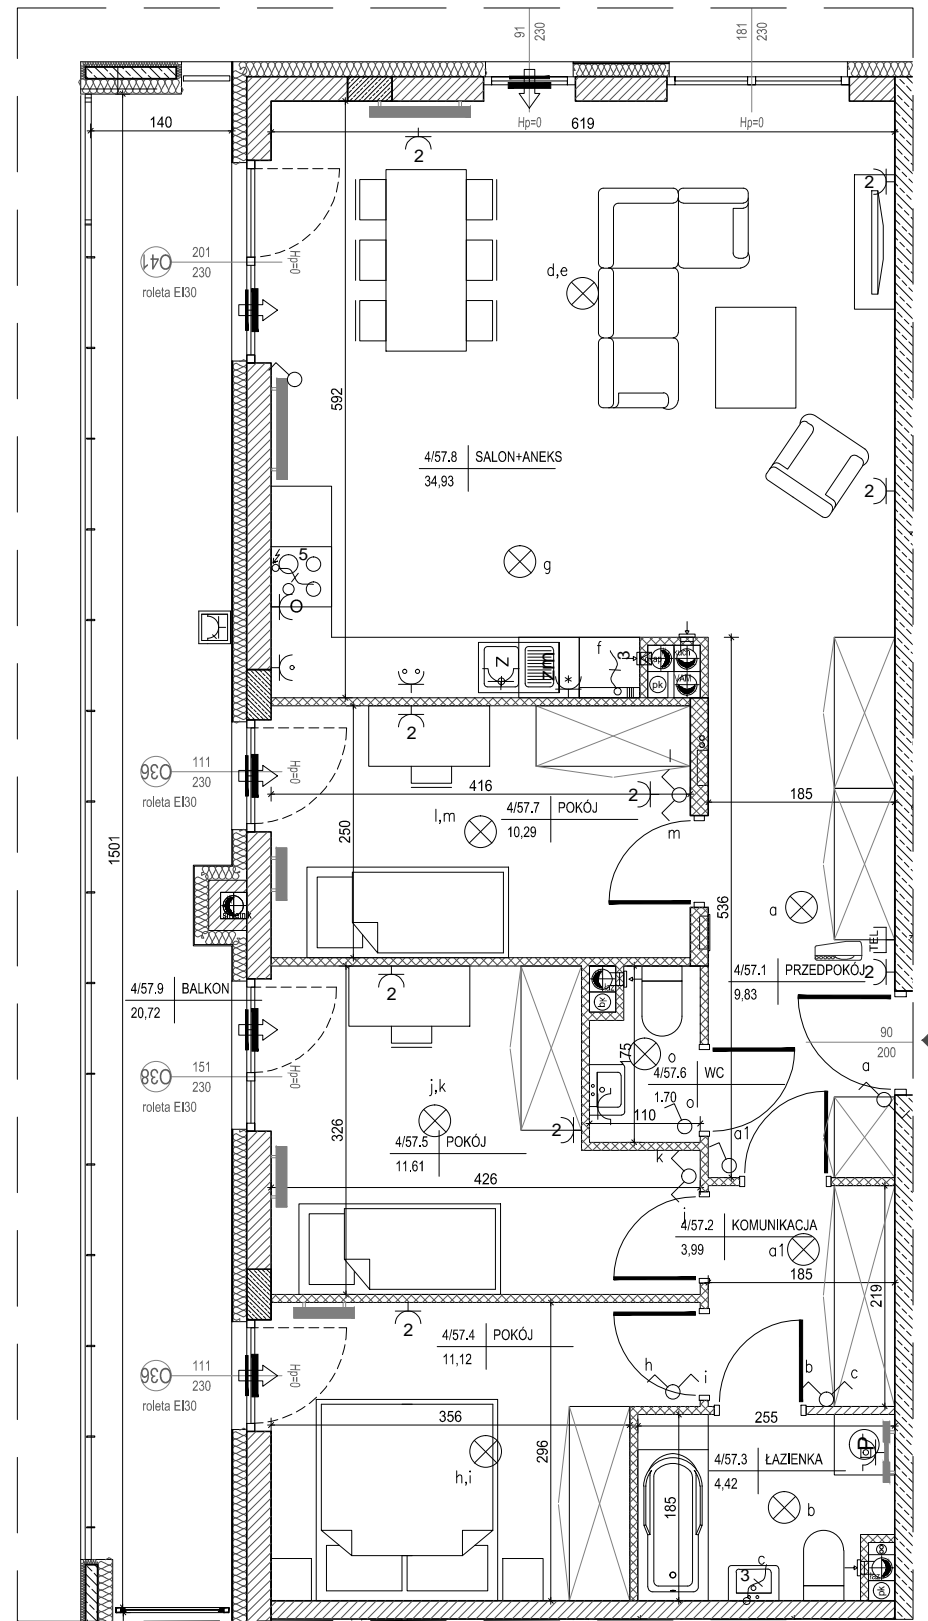 91
230
181
230
Hp=0
Hp=0
140
619
2
2
O41
201
230
roleta EI30
Hp=0
d,e
592
4/57.8 SALON+ANEKS
34,93
2
g
5
O
Z
zm
*
f
3
pk
2
O36
111
230
roleta EI30
Hp=0
416
l
2
m
4/57.7 POKÓJ
10,29
l,m
250
185
1501
536
a
TEL
2
4/57.1 PRZEDPOKÓJ
9,83
4/57.9 BALKON
20,72
2
pk
O38
151
230
roleta EI30
Hp=0
90
200
a
175
o
4/57.6 WC
1.70
o
110
a1
j,k
4/57.5 POKÓJ
11.61
326
2
k
j
426
4/57.2 KOMUNIKACJA
3,99
a1
185
219
2
4/57.4 POKÓJ
11,12
O36
111
230
roleta EI30
Hp=0
h
i
b
c
356
255
296
h,i
4/57.3 ŁAZIENKA
4,42
P
185
b
c
3
pk